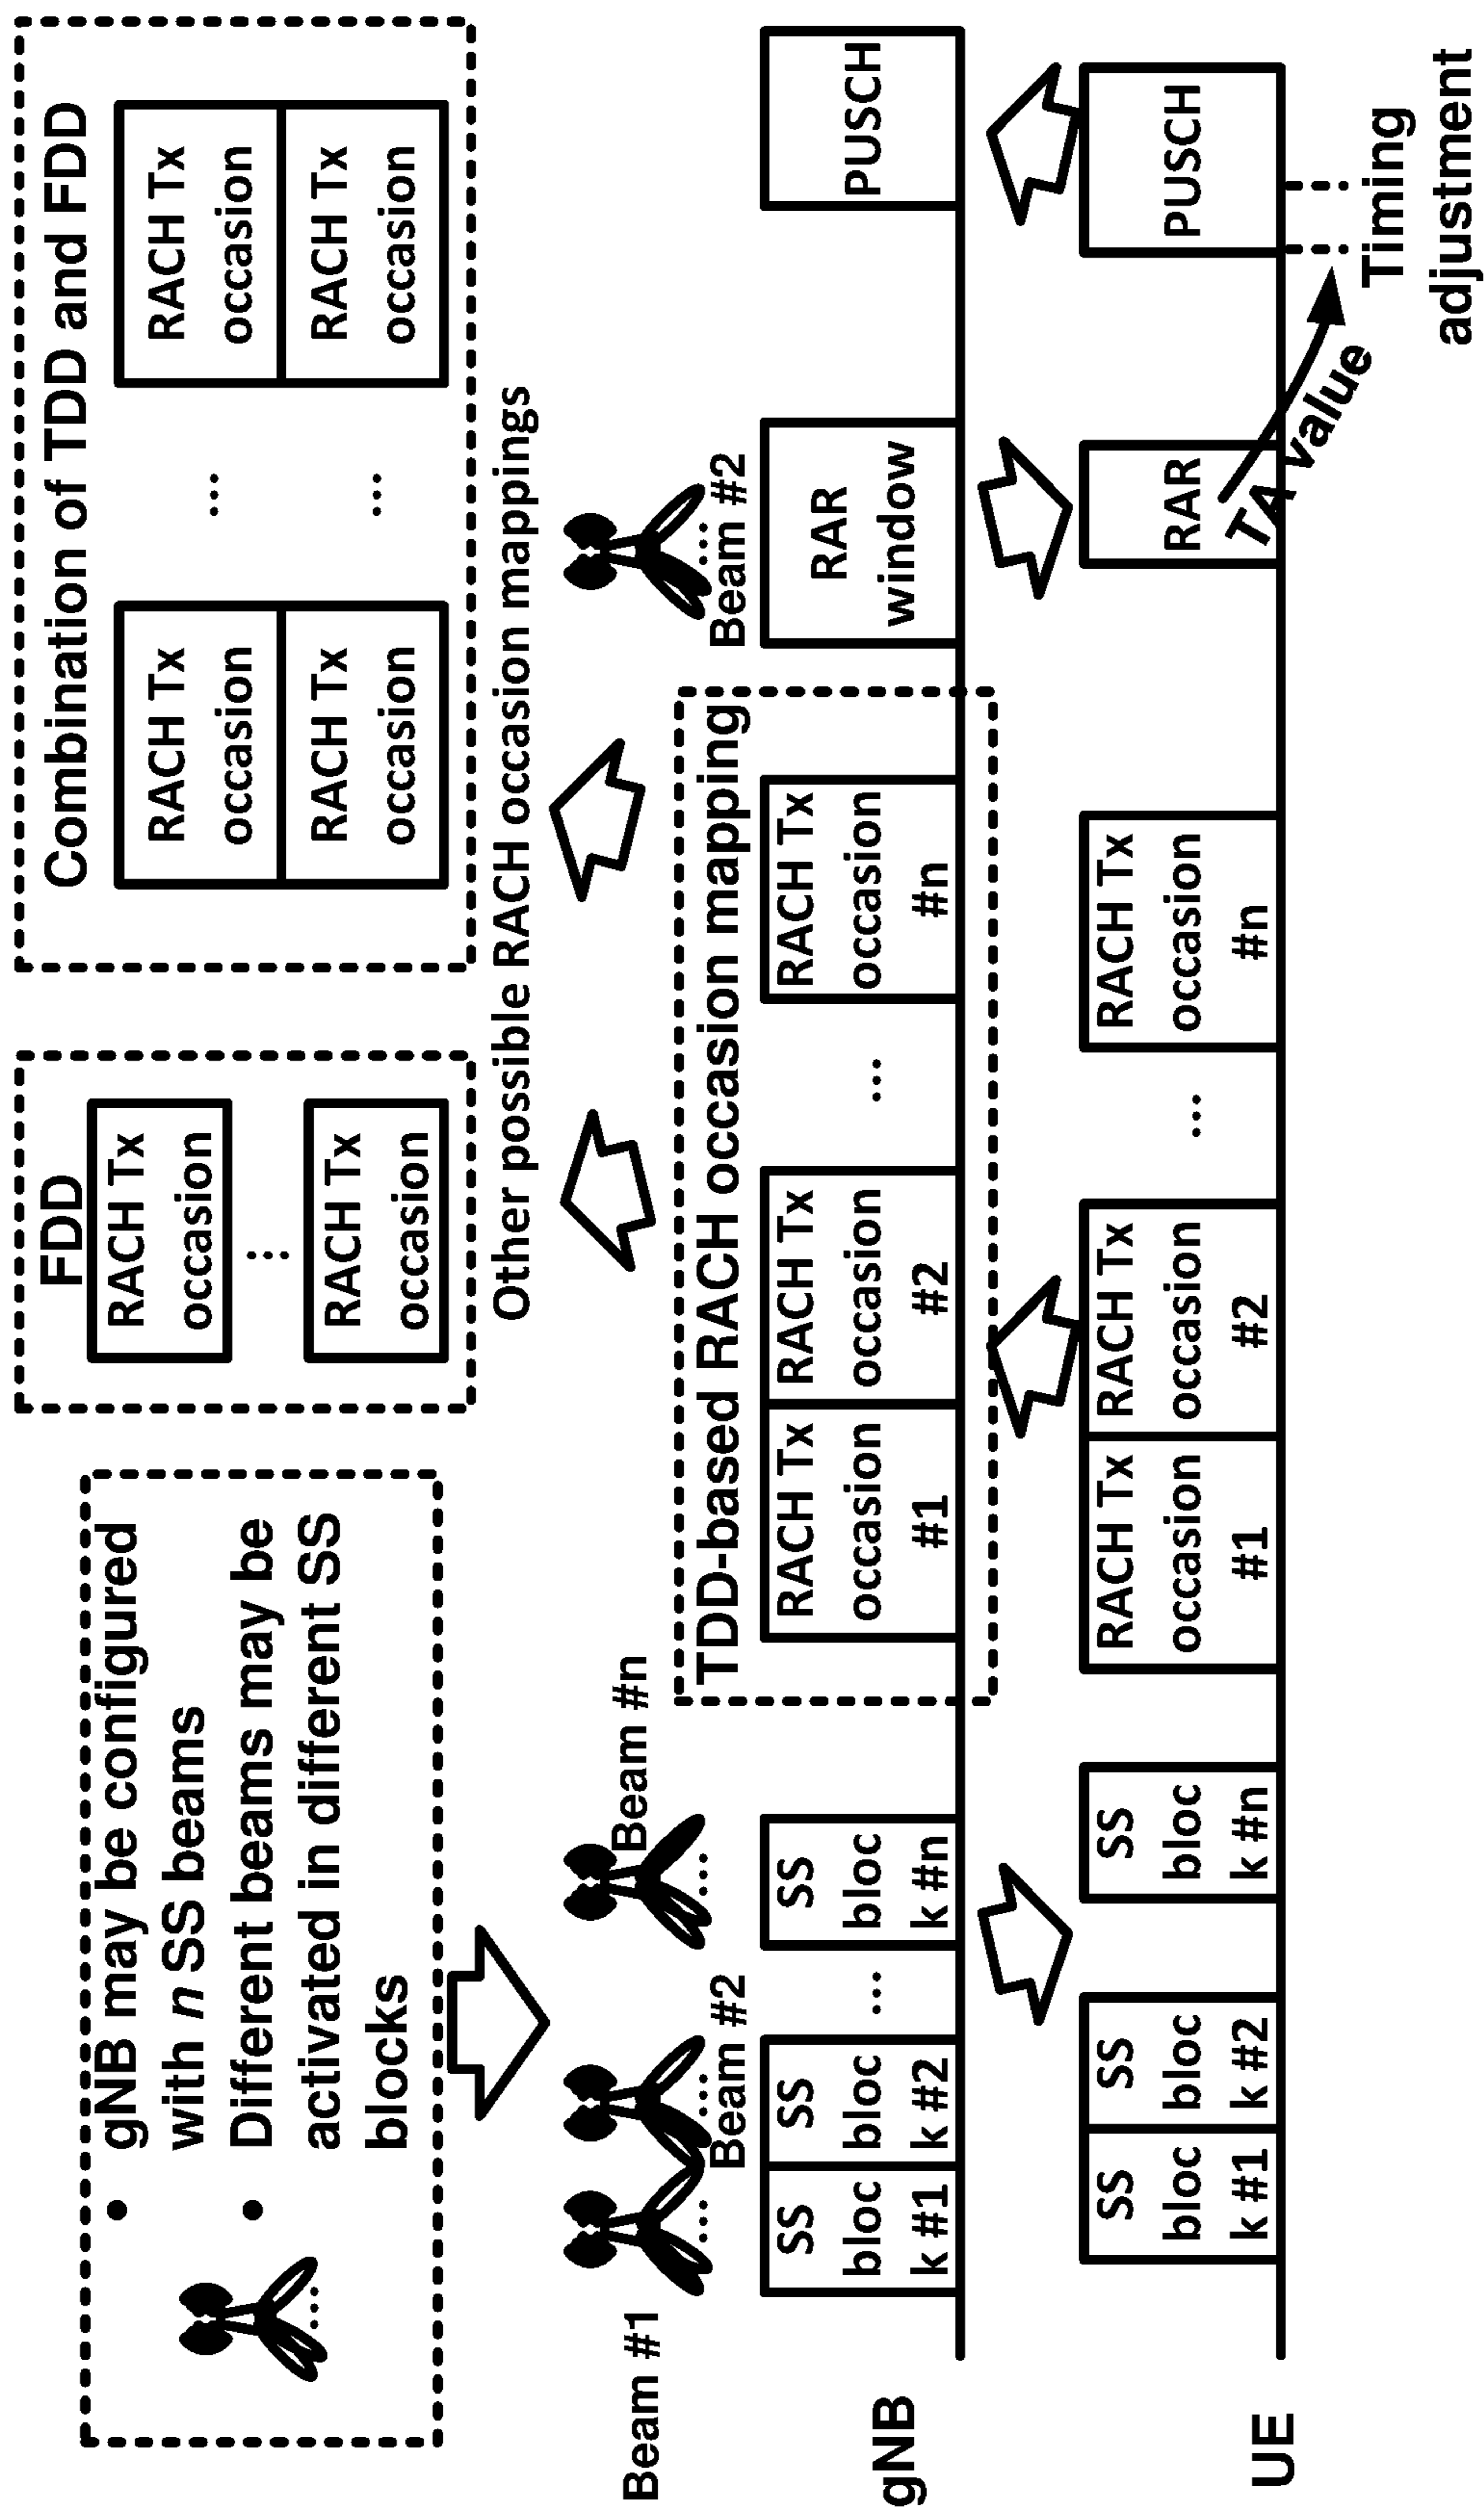 • gNB may be configured
with n SS beams
• Different beams may be
activated in different SS
blocks
FDD
RACH Tx
occasion
...
RACH Tx
occasion
Combination of TDD and FDD
RACH Tx
occasion
RACH Tx
occasion
...
...
RACH Tx
occasion
RACH Tx
occasion
Other possible RACH occasion mappings
Beam #1
Beam #2
Beam #n
TDD-based RACH occasion mapping
Beam #2
gNB
SS
bloc
k #1
SS
bloc
k #2
...
SS
bloc
k #n
RACH Tx
occasion
#1
RACH Tx
occasion
#2
...
RACH Tx
occasion
#n
RAR
window
PUSCH
UE
SS
bloc
k #1
SS
bloc
k #2
SS
bloc
k #n
RACH Tx
occasion
#1
RACH Tx
occasion
#2
...
RACH Tx
occasion
#n
RAR
TA value
PUSCH
Timing
adjustment